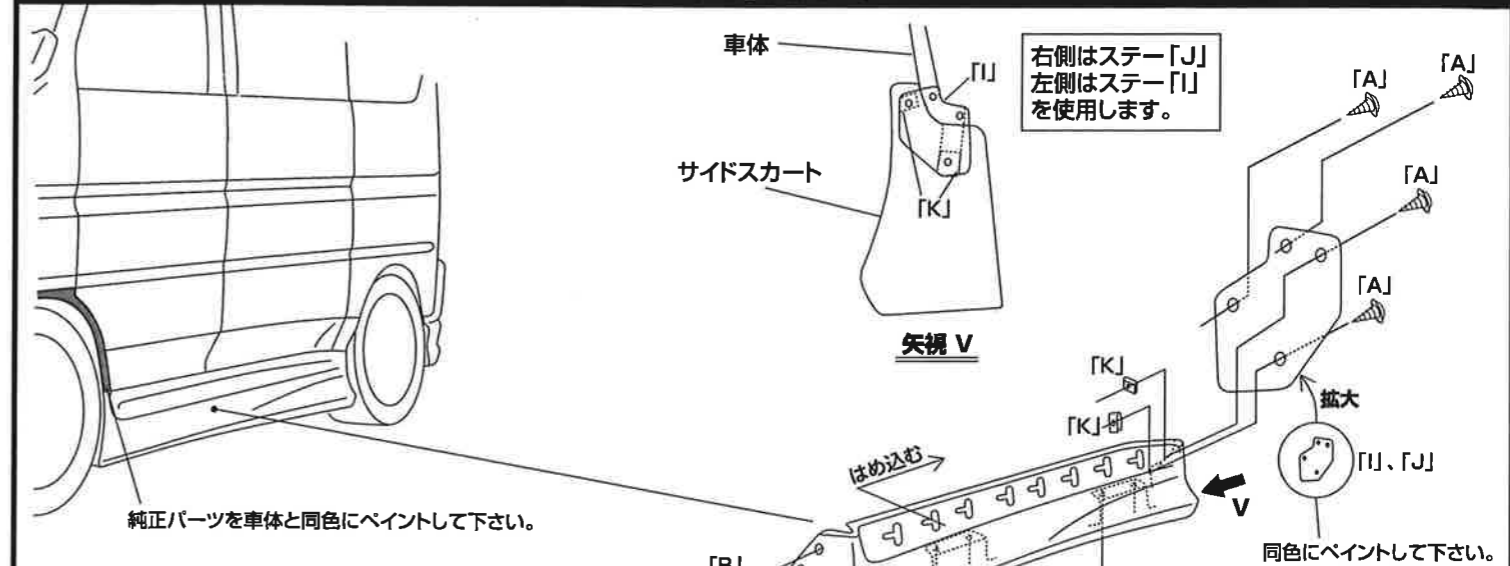 車体
「I」
右側はステー「J」
左側はステー「I」
を使用します。
「A」
「A」
サイドスカート
「K」
「A」
「A」
矢視 V
「K」
「K」
拡大
はめ込む
「I」、「J」
V
純正パーツを車体と同色にペイントして下さい。
同色にペイントして下さい。